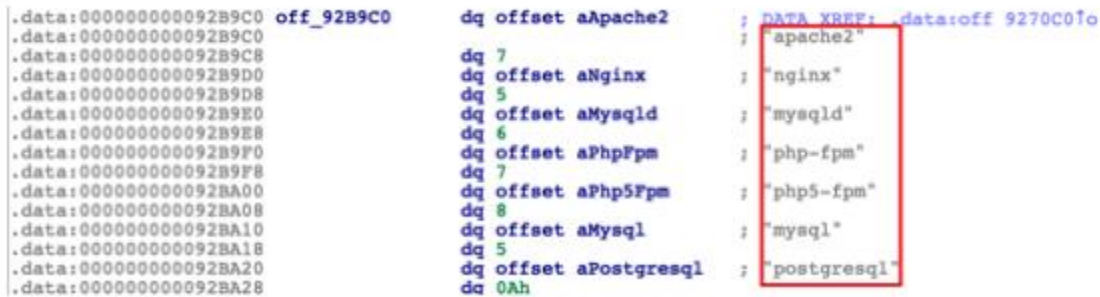 .data:000000000092B9C0 off_92B9C0 dq offset aApache2 ; DATA XREF: .data:off_9270C0↑o
.data:000000000092B9C0 ; "apache2"
.data:000000000092B9C8 dq 7
.data:000000000092B9D0 dq offset aNginx ; "nginx"
.data:000000000092B9D8 dq 5
.data:000000000092B9E0 dq offset aMysqld ; "mysqld"
.data:000000000092B9E8 dq 6
.data:000000000092B9F0 dq offset aPhpFpm ; "php-fpm"
.data:000000000092B9F8 dq 7
.data:000000000092BA00 dq offset aPhp5Fpm ; "php5-fpm"
.data:000000000092BA08 dq 8
.data:000000000092BA10 dq offset aMysql ; "mysql"
.data:000000000092BA18 dq 5
.data:000000000092BA20 dq offset aPostgresql ; "postgresql"
.data:000000000092BA28 dq 0Ah